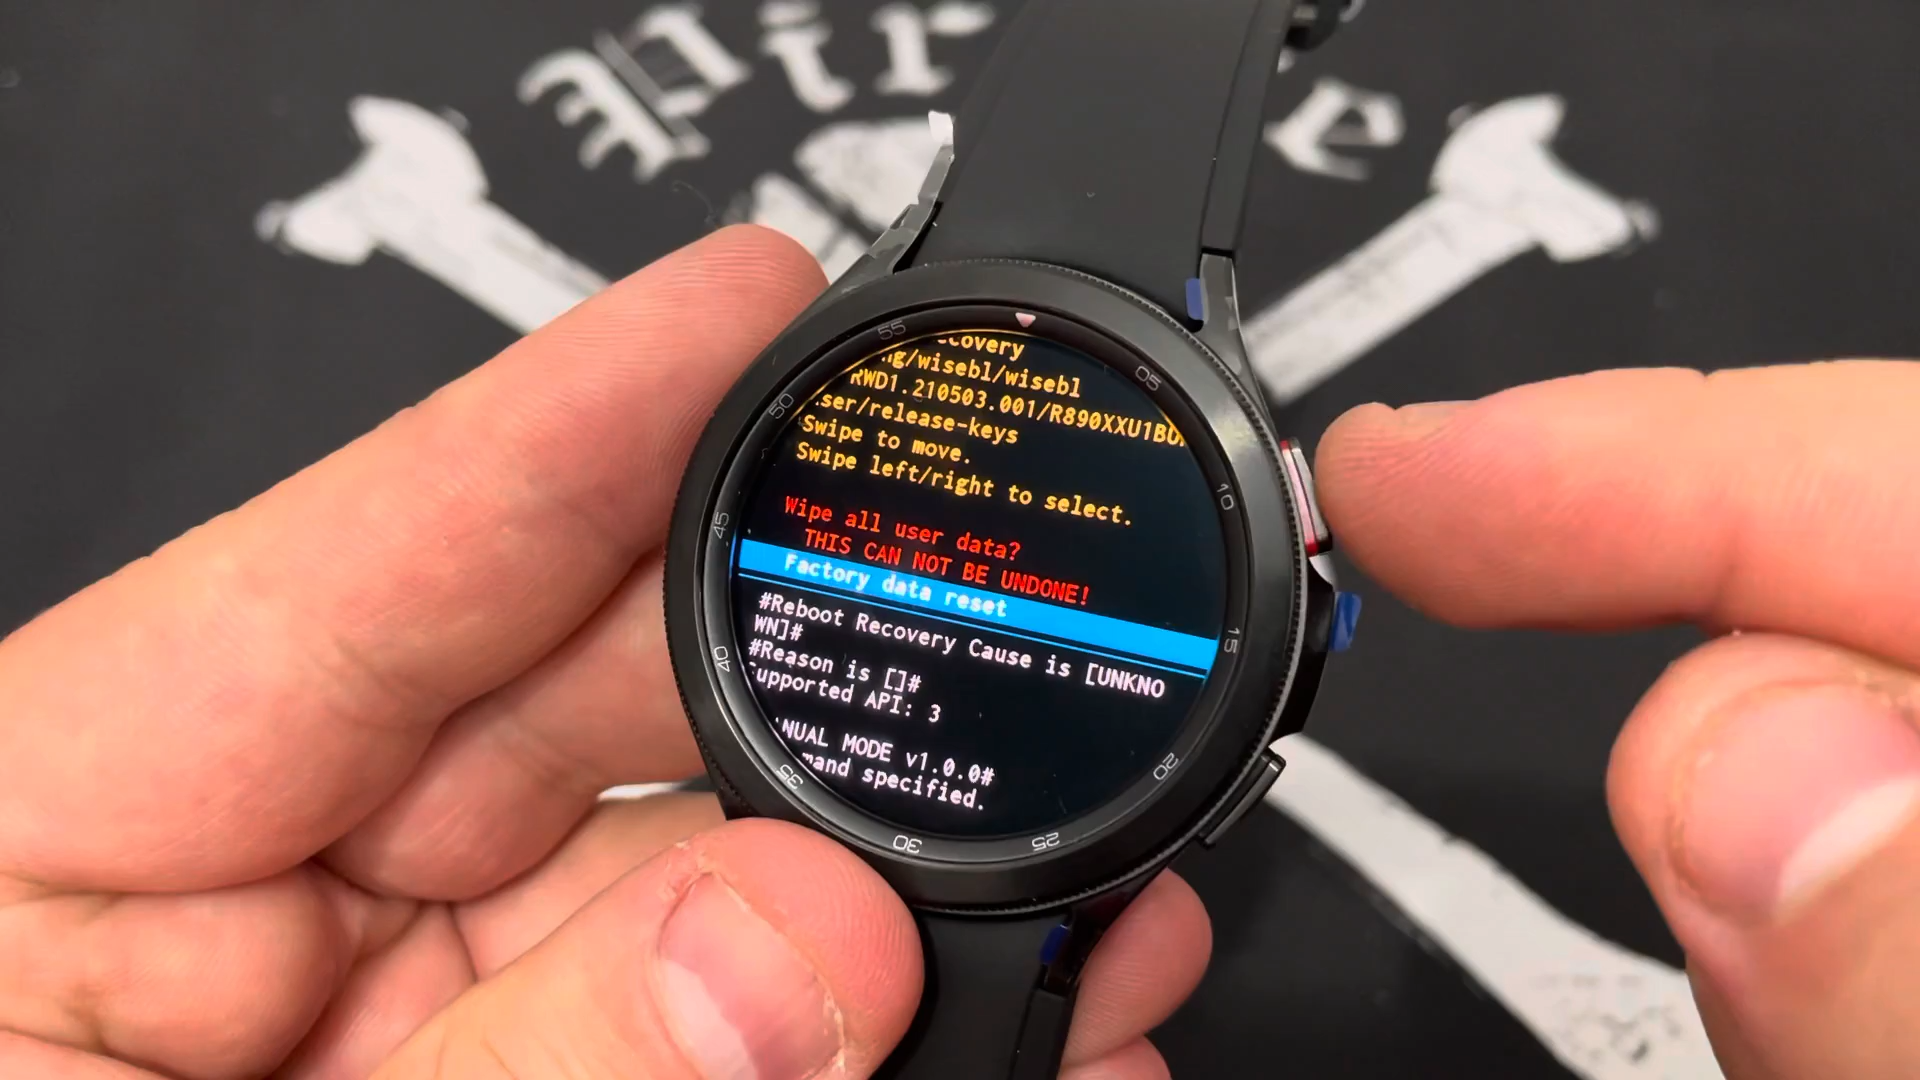 covery
ng/wisebl/wisebl
RWD1.210503.001/R890XXU1BU
ser/release-keys
Swipe to move.
Swipe left/right to select.
Wipe all user data?
THIS CAN NOT BE UNDONE!
Factory data reset
#Reboot Recovery Cause is [UNKNO
WN]#
#Reason is []#
upported API: 3
NUAL MODE v1.0.0#
mand specified.
55
05
50
10
45
15
40
20
35
30
25